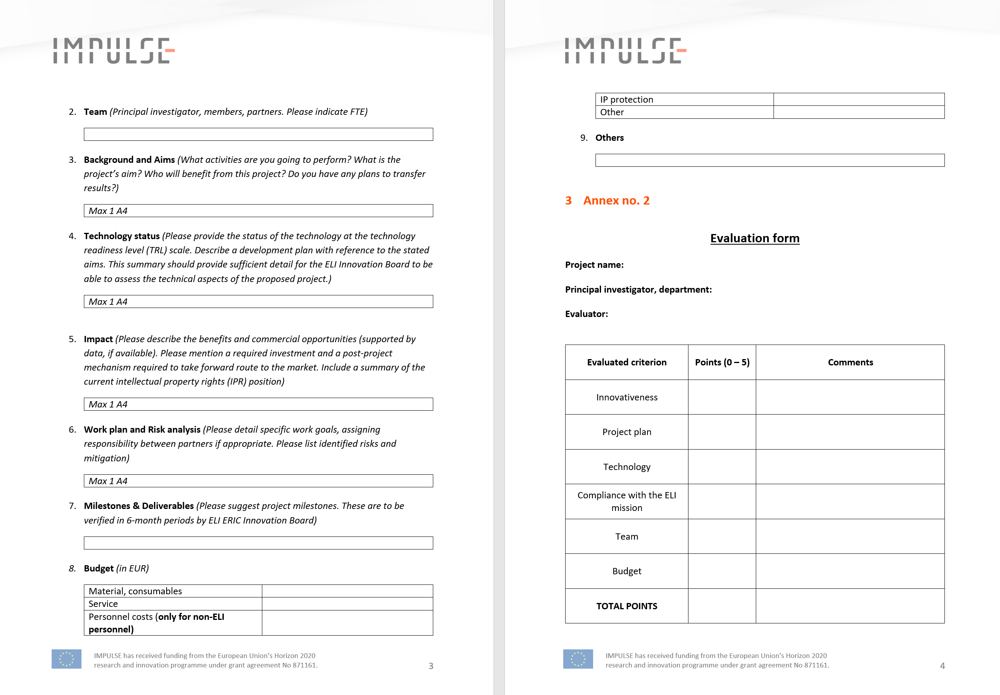 IMPULSE
2. Team (Principal investigator, members, partners. Please indicate FTE)
3. Background and Aims (What activities are you going to perform? What is the
project’s aim? Who will benefit from this project? Do you have any plans to transfer
results?)
Max 1 A4
4. Technology status (Please provide the status of the technology at the technology
readiness level (TRL) scale. Describe a development plan with reference to the stated
aims. This summary should provide sufficient detail for the ELI Innovation Board to be
able to assess the technical aspects of the proposed project.)
Max 1 A4
5. Impact (Please describe the benefits and commercial opportunities (supported by
data, if available). Please mention a required investment and a post-project
mechanism required to take forward route to the market. Include a summary of the
current intellectual property rights (IPR) position)
Max 1 A4
6. Work plan and Risk analysis (Please detail specific work goals, assigning
responsibility between partners if appropriate. Please list identified risks and
mitigation)
Max 1 A4
7. Milestones & Deliverables (Please suggest project milestones. These are to be
verified in 6-month periods by ELI ERIC Innovation Board)
8. Budget (in EUR)
Material, consumables
Service
Personnel costs (only for non-ELI
personnel)
IMPULSE has received funding from the European Union’s Horizon 2020
research and innovation programme under grant agreement No 871161.
3
IMPULSE
IP protection
Other
9. Others
3 Annex no. 2
Evaluation form
Project name:
Principal investigator, department:
Evaluator:
Evaluated criterion Points (0 – 5) Comments
Innovativeness
Project plan
Technology
Compliance with the ELI
mission
Team
Budget
TOTAL POINTS
IMPULSE has received funding from the European Union’s Horizon 2020
research and innovation programme under grant agreement No 871161.
4